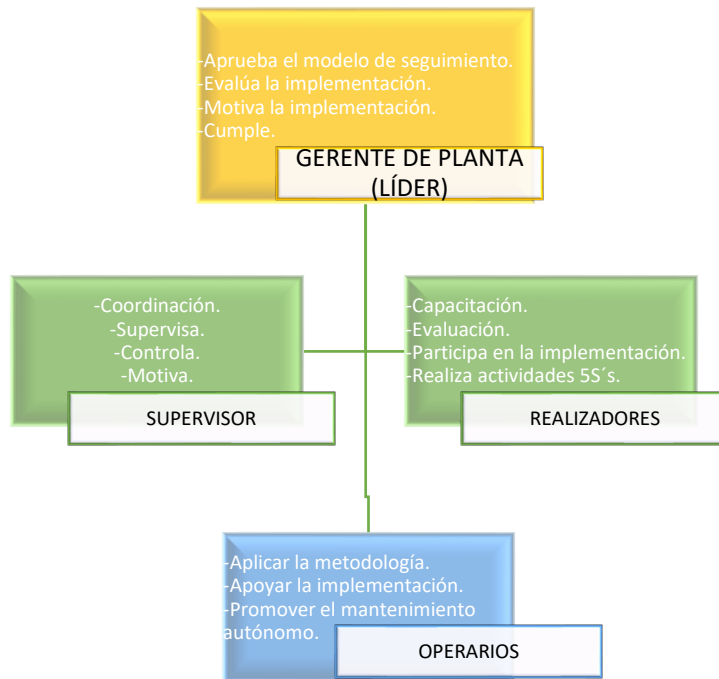 -Aprueba el modelo de seguimiento.
-Evalúa la implementación.
-Motiva la implementación.
-Cumple.
GERENTE DE PLANTA
(LÍDER)
-Coordinación.
-Supervisa.
-Controla.
-Motiva.
SUPERVISOR
-Capacitación.
-Evaluación.
-Participa en la implementación.
-Realiza actividades 5S´s.
REALIZADORES
-Aplicar la metodología.
-Apoyar la implementación.
-Promover el mantenimiento
autónomo.
OPERARIOS